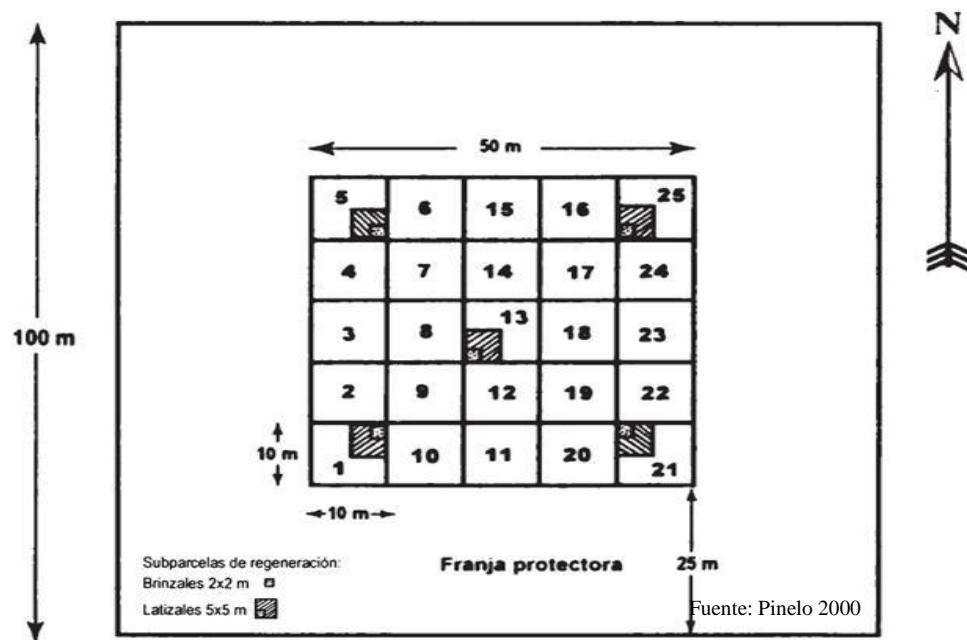 N
50 m
5 6 15 16 25
4 7 14 17 24
100 m
3 8 13 18 23
2 9 12 19 22
10 m
1 10 11 20 21
10 m
Subparcelas de regeneración:
Brinzales 2x2 m
Latizales 5x5 m
Franja protectora
25 m
Fuente: Pinelo 2000